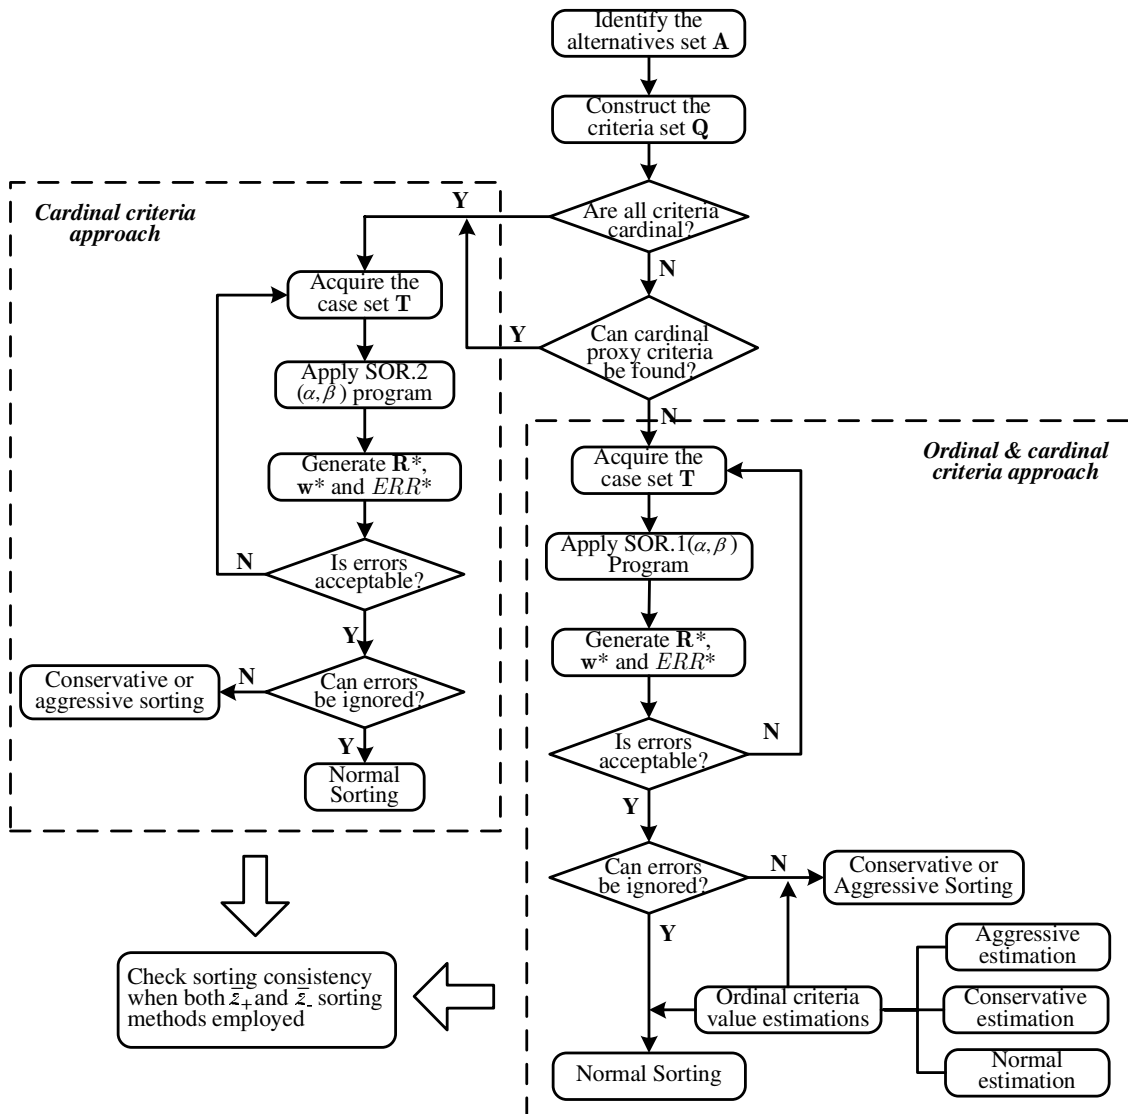 Identify the
alternatives set A
Construct the
criteria set Q
Are all criteria
cardinal?
Y
N
Can cardinal
proxy criteria
be found?
Y
N
Cardinal criteria
approach
Acquire the
case set T
Apply SOR.2
(α, β) program
Generate R*,
w* and ERR*
Is errors
acceptable?
N
Y
Can errors
be ignored?
N
Conservative or
aggressive sorting
Y
Normal
Sorting
Ordinal & cardinal
criteria approach
Acquire the
case set T
Apply SOR.1(α, β)
Program
Generate R*,
w* and ERR*
Is errors
acceptable?
N
Y
Can errors
be ignored?
N
Conservative or
Aggressive Sorting
Y
Ordinal criteria
value estimations
Aggressive
estimation
Conservative
estimation
Normal
estimation
Normal Sorting
Check sorting consistency
when both z̄₊ and z̄₋ sorting
methods employed